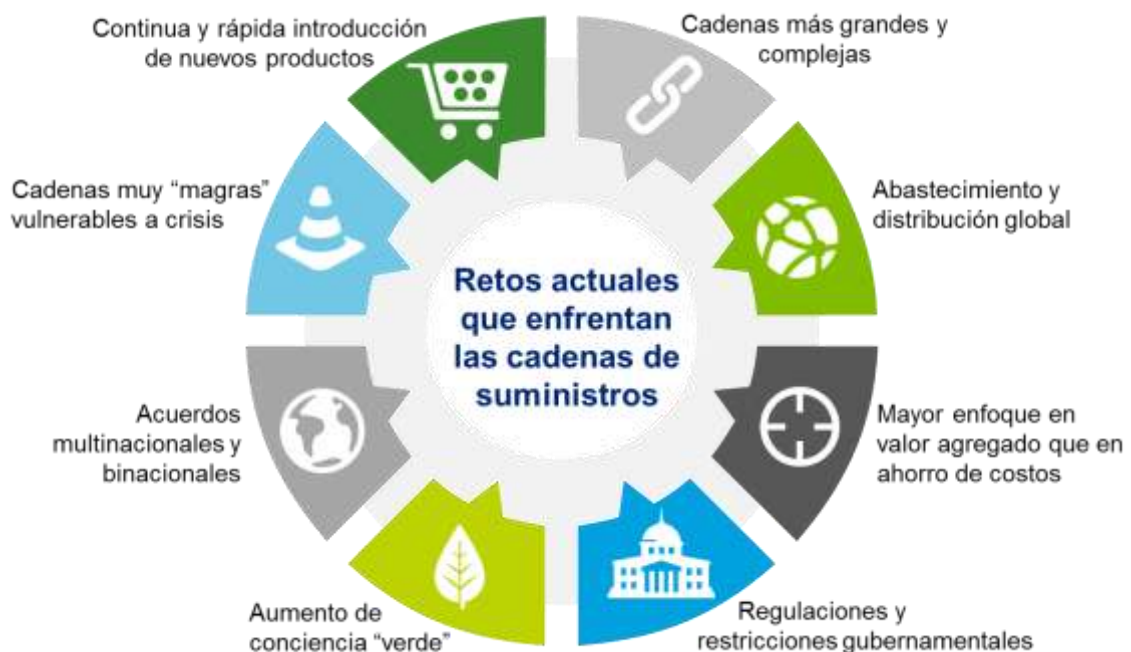 Continua y rápida introducción
de nuevos productos
Cadenas más grandes y
complejas
Cadenas muy “magras”
vulnerables a crisis
Abastecimiento y
distribución global
Retos actuales
que enfrentan
las cadenas de
suministros
Acuerdos
multinacionales y
binacionales
Mayor enfoque en
valor agregado que en
ahorro de costos
Aumento de
conciencia “verde”
Regulaciones y
restricciones gubernamentales